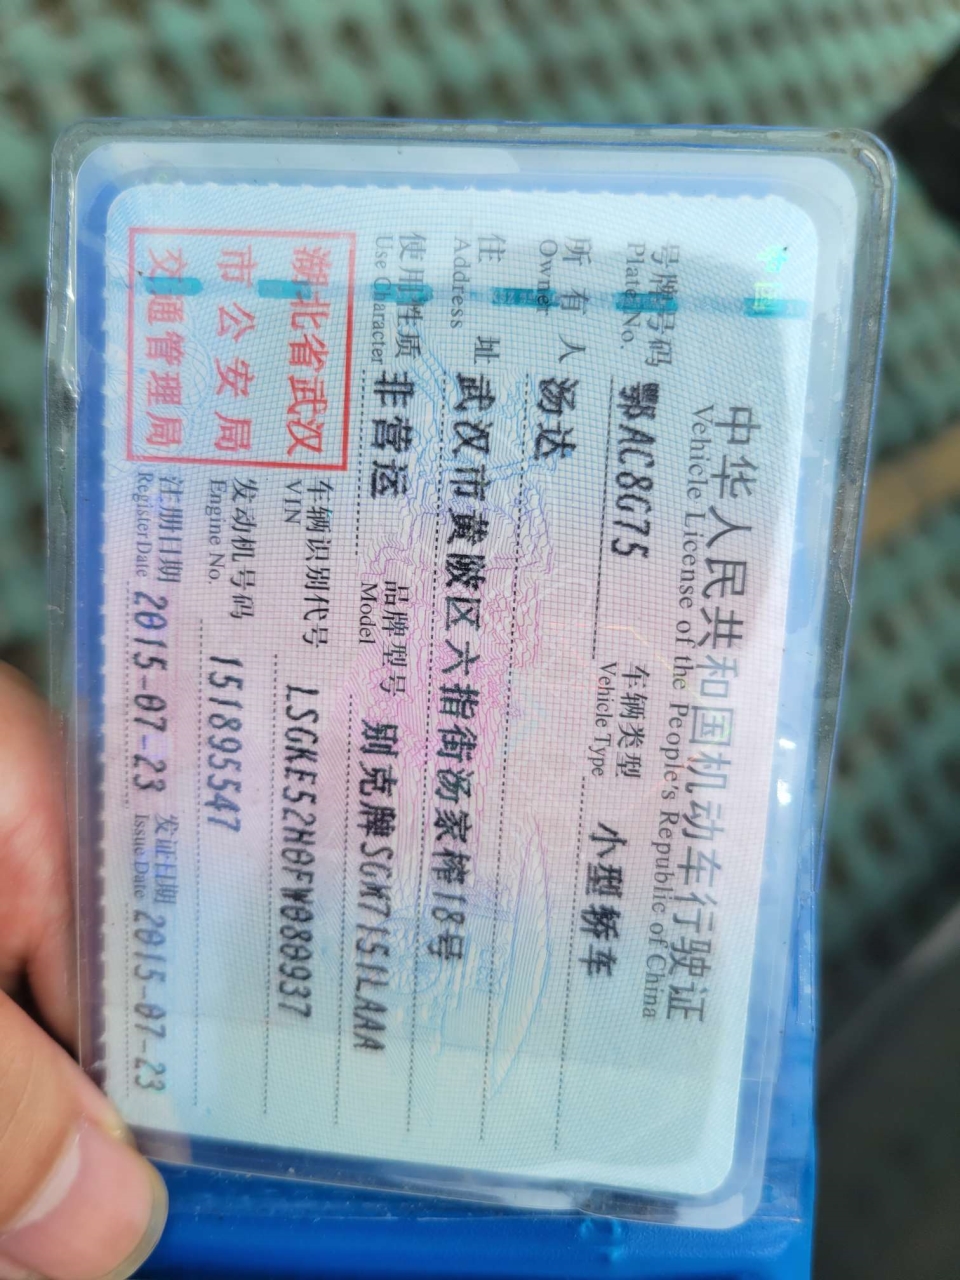 中华人民共和国机动车行驶证
Vehicle License of the People's Republic of China
号牌号码 鄂AC8G75 车辆类型 小型轿车
Plate No. Vehicle Type
所有人 汤达
Owner
住址 武汉市黄陂区六指街汤家榨18号
Address
使用性质 非营运 品牌型号 别克牌SGM7151LAAA
Use Character Model
湖北省武汉
市公安局
交通管理局
车辆识别代号 LSGKE52H0FW080937
VIN
发动机号码 151895547
Engine No.
注册日期 2015-07-23 发证日期 2015-07-23
Register Date Issue Date